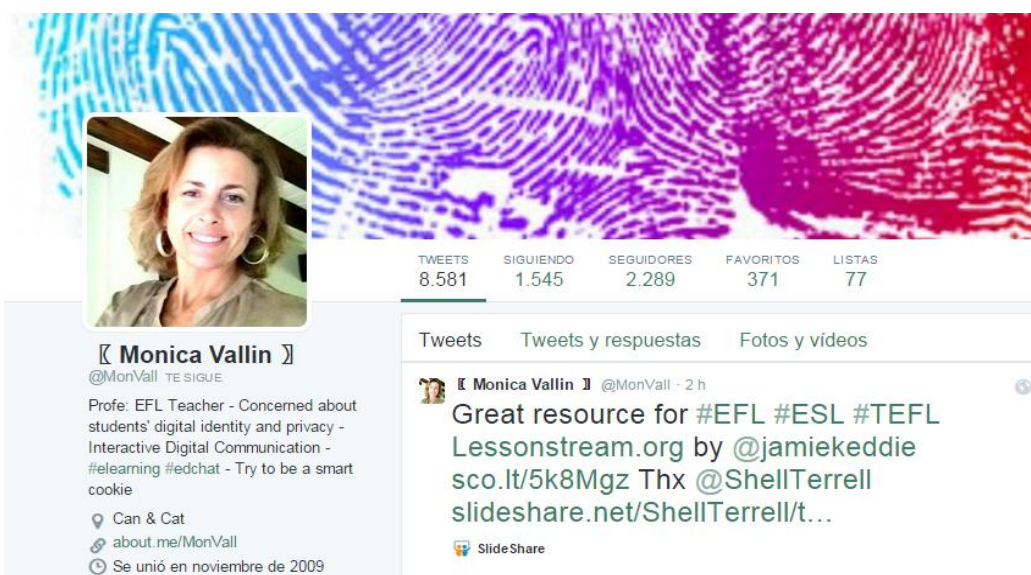 TWEETS SIGUIENDO SEGUIDORES FAVORITOS LISTAS
8.581 1.545 2.289 371 77
〖 Monica Vallin 〗
@MonVall TE SIGUE
Profe: EFL Teacher - Concerned about
students' digital identity and privacy -
Interactive Digital Communication -
#elearning #edchat - Try to be a smart
cookie
Can & Cat
about.me/MonVall
Se unió en noviembre de 2009
Tweets Tweets y respuestas Fotos y vídeos
〖 Monica Vallin 〗 @MonVall · 2 h
Great resource for #EFL #ESL #TEFL
Lessonstream.org by @jamiekeddie
sco.lt/5k8Mgz Thx @ShellTerrell
slideshare.net/ShellTerrell/t…
SlideShare